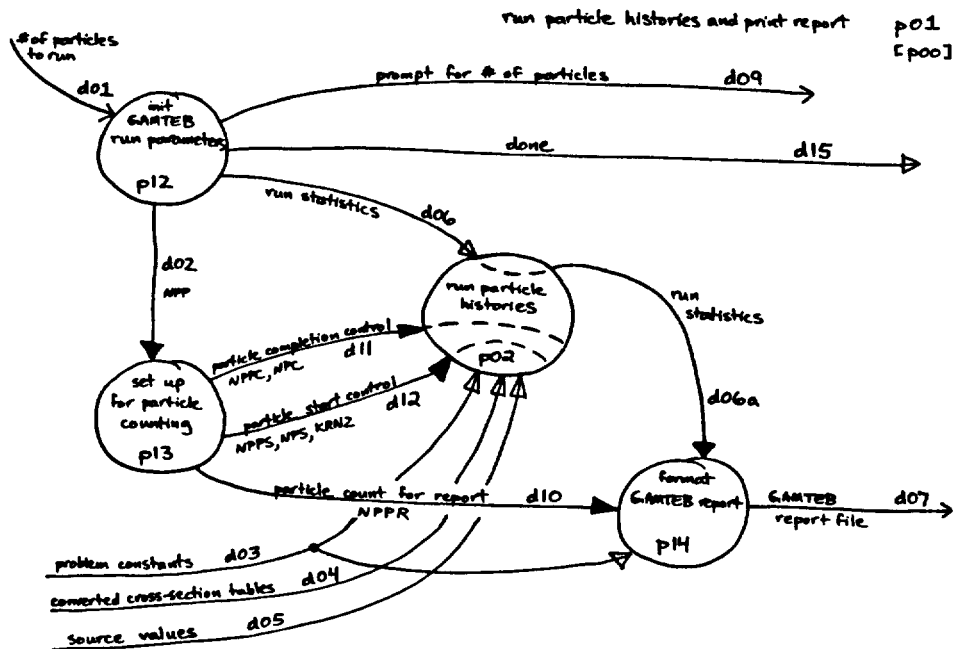 run particle histories and print report p01
[p00]
# of particles
to run
d01
prompt for # of particles d09
init
GAMTEB
run parameters
p12
done d15
run statistics
d06
d02
NPP
run particle
histories
p02
run
statistics
d06a
particle completion control
d11
NPPC, NPC
set up
for particle
counting
p13
particle start control
d12
NPPS, NPS, KRN2
particle count for report d10
NPPR
format
GAMTEB report
p14
GAMTEB d07
report file
problem constants d03
converted cross-section tables d04
source values d05